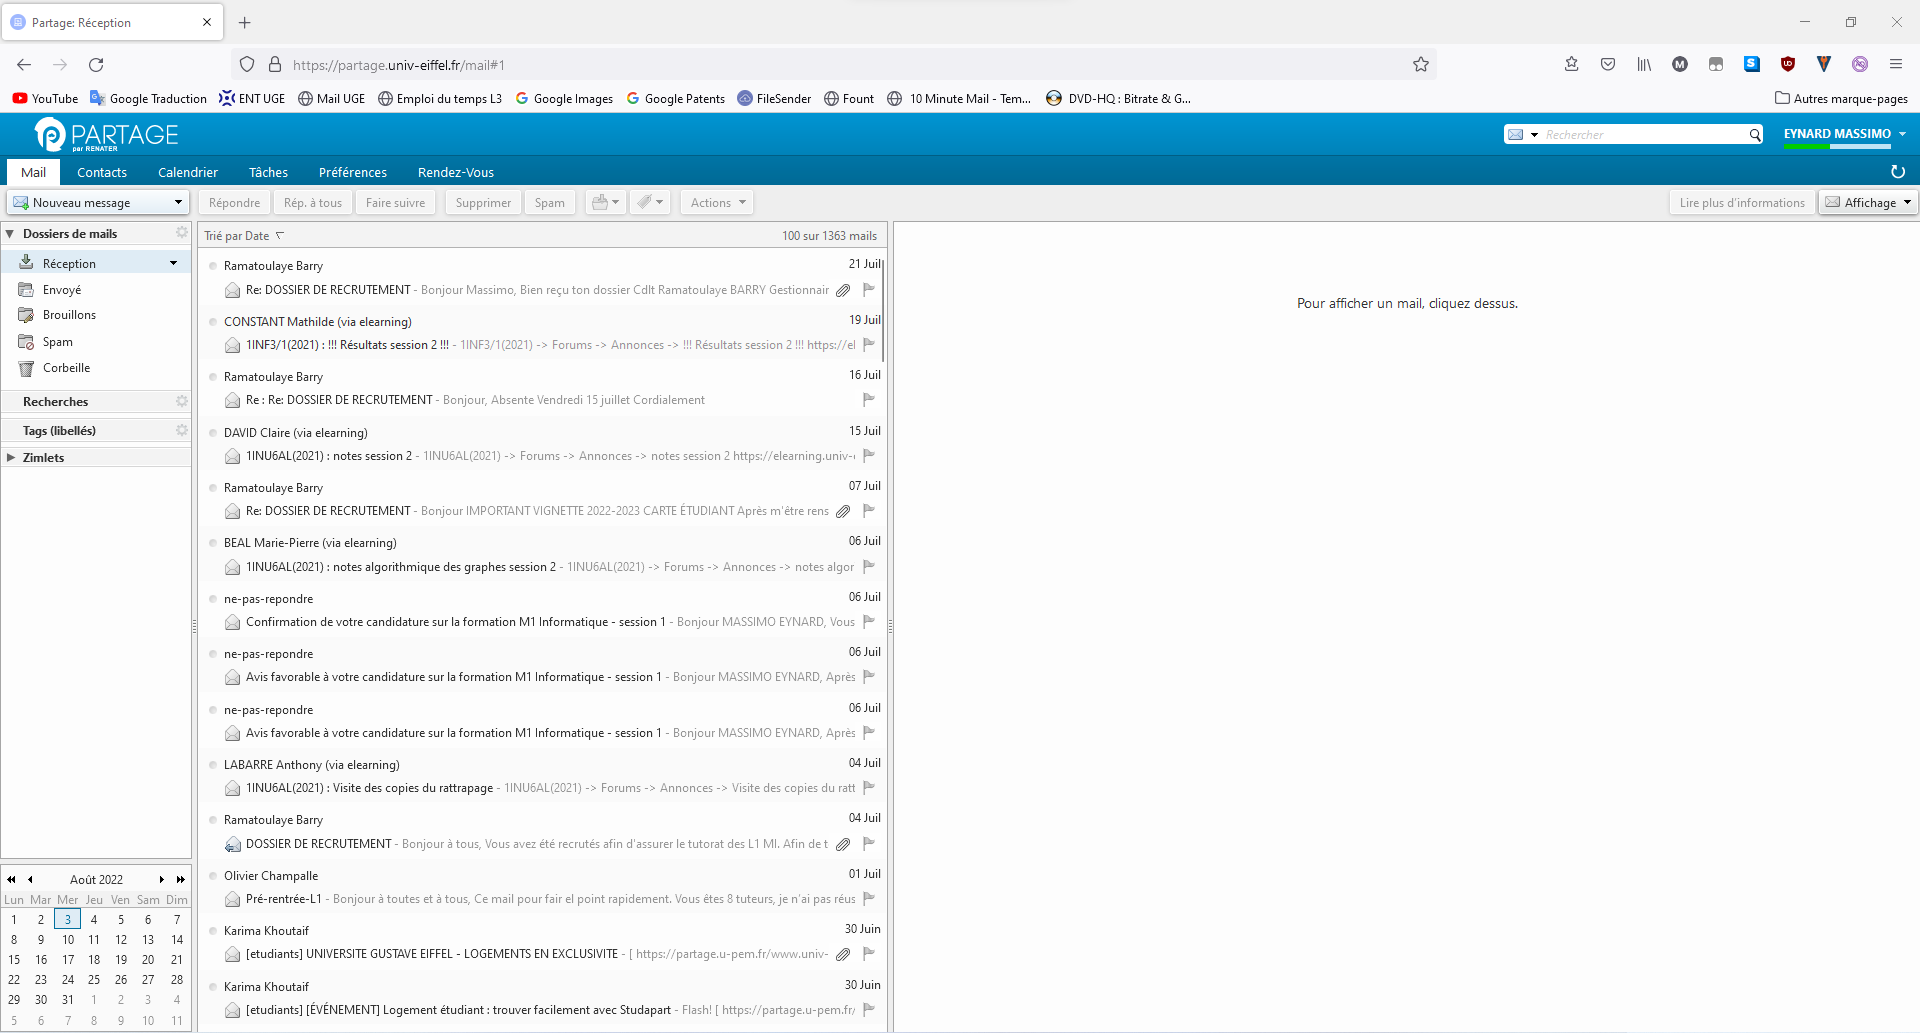 Partage: Réception
https://partage.univ-eiffel.fr/mail#1
YouTube Google Traduction ENT UGE Mail UGE Emploi du temps L3 Google Images Google Patents FileSender Fount 10 Minute Mail - Tem... DVD-HQ : Bitrate & G... Autres marque-pages
PARTAGE
par RENATER
Rechercher
EYNARD MASSIMO
Mail Contacts Calendrier Tâches Préférences Rendez-Vous
Nouveau message Répondre Rép. à tous Faire suivre Supprimer Spam Actions Lire plus d'informations Affichage
Dossiers de mails
Réception
Envoyé
Brouillons
Spam
Corbeille
Recherches
Tags (libellés)
Zimlets
Août 2022
Lun Mar Mer Jeu Ven Sam Dim
1 2 3 4 5 6 7
8 9 10 11 12 13 14
15 16 17 18 19 20 21
22 23 24 25 26 27 28
29 30 31 1 2 3 4
5 6 7 8 9 10 11
Trié par Date 100 sur 1363 mails
Ramatoulaye Barry 21 Juil
Re: DOSSIER DE RECRUTEMENT - Bonjour Massimo, Bien reçu ton dossier Cdlt Ramatoulaye BARRY Gestionnair
CONSTANT Mathilde (via elearning) 19 Juil
1INF3/1(2021) : !!! Résultats session 2 !!! - 1INF3/1(2021) -> Forums -> Annonces -> !!! Résultats session 2 !!! https://el
Ramatoulaye Barry 16 Juil
Re : Re: DOSSIER DE RECRUTEMENT - Bonjour, Absente Vendredi 15 juillet Cordialement
DAVID Claire (via elearning) 15 Juil
1INU6AL(2021) : notes session 2 - 1INU6AL(2021) -> Forums -> Annonces -> notes session 2 https://elearning.univ-
Ramatoulaye Barry 07 Juil
Re: DOSSIER DE RECRUTEMENT - Bonjour IMPORTANT VIGNETTE 2022-2023 CARTE ÉTUDIANT Après m'être rens
BEAL Marie-Pierre (via elearning) 06 Juil
1INU6AL(2021) : notes algorithmique des graphes session 2 - 1INU6AL(2021) -> Forums -> Annonces -> notes algor
ne-pas-repondre 06 Juil
Confirmation de votre candidature sur la formation M1 Informatique - session 1 - Bonjour MASSIMO EYNARD, Vous
ne-pas-repondre 06 Juil
Avis favorable à votre candidature sur la formation M1 Informatique - session 1 - Bonjour MASSIMO EYNARD, Après
ne-pas-repondre 06 Juil
Avis favorable à votre candidature sur la formation M1 Informatique - session 1 - Bonjour MASSIMO EYNARD, Après
LABARRE Anthony (via elearning) 04 Juil
1INU6AL(2021) : Visite des copies du rattrapage - 1INU6AL(2021) -> Forums -> Annonces -> Visite des copies du ratt
Ramatoulaye Barry 04 Juil
DOSSIER DE RECRUTEMENT - Bonjour à tous, Vous avez été recrutés afin d'assurer le tutorat des L1 MI. Afin de t
Olivier Champalle 01 Juil
Pré-rentrée-L1 - Bonjour à toutes et à tous, Ce mail pour fair el point rapidement. Vous êtes 8 tuteurs, je n'ai pas réus
Karima Khoutaif 30 Juin
[etudiants] UNIVERSITE GUSTAVE EIFFEL - LOGEMENTS EN EXCLUSIVITE - [ https://partage.u-pem.fr/www.univ-
Karima Khoutaif 30 Juin
[etudiants] [ÉVÉNEMENT] Logement étudiant : trouver facilement avec Studapart - Flash! [ https://partage.u-pem.fr/
Pour afficher un mail, cliquez dessus.